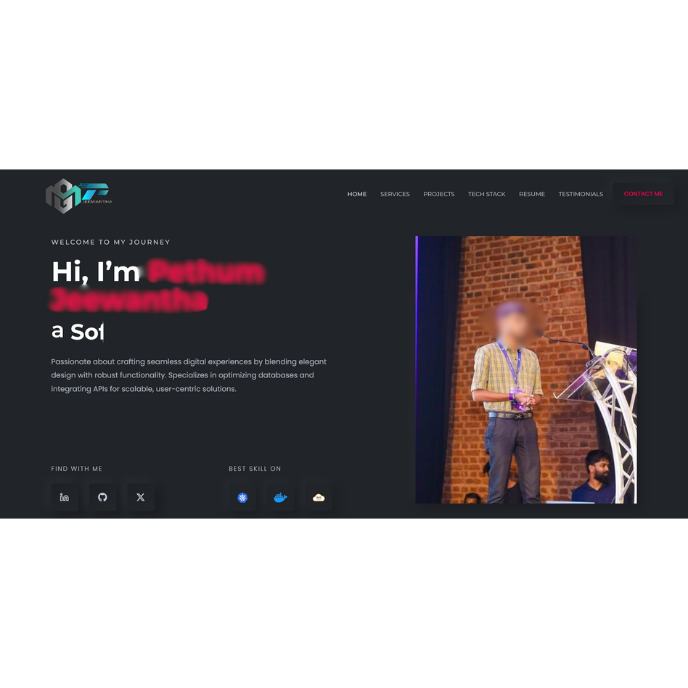 HOME SERVICES PROJECTS TECH STACK RESUME TESTIMONIALS CONTACT ME
WELCOME TO MY JOURNEY
Hi, I'm
a Sof
Passionate about crafting seamless digital experiences by blending elegant
design with robust functionality. Specializes in optimizing databases and
integrating APIs for scalable, user-centric solutions.
FIND WITH ME
BEST SKILL ON